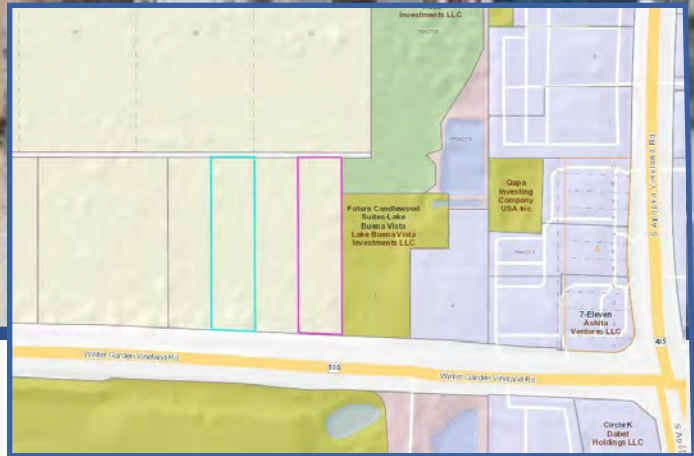 Investments LLC
TRACT P
Future Candlewood
Suites-Lake
Buena Vista
Lake Buena Vista
Investments LLC
Qapa
Investing
Company
USA Inc
S Apopka Vineland Rd
7-Eleven
Ashita
Ventures LLC
435
Winter Garden Vineland Rd
535
Winter Garden Vineland Rd
Circle K
Dabel
Holdings LLC